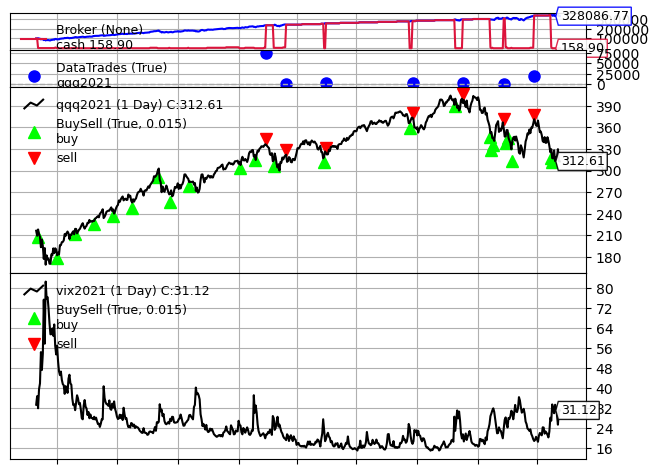 Broker (None)
cash 158.90
328086.77
200000
158.90
DataTrades (True)
qqq2021
75000
50000
25000
0
qqq2021 (1 Day) C:312.61
BuySell (True, 0.015)
buy
sell
390
360
330
312.61
300
270
240
210
180
vix2021 (1 Day) C:31.12
BuySell (True, 0.015)
buy
sell
80
72
64
56
48
40
31.12
32
24
16